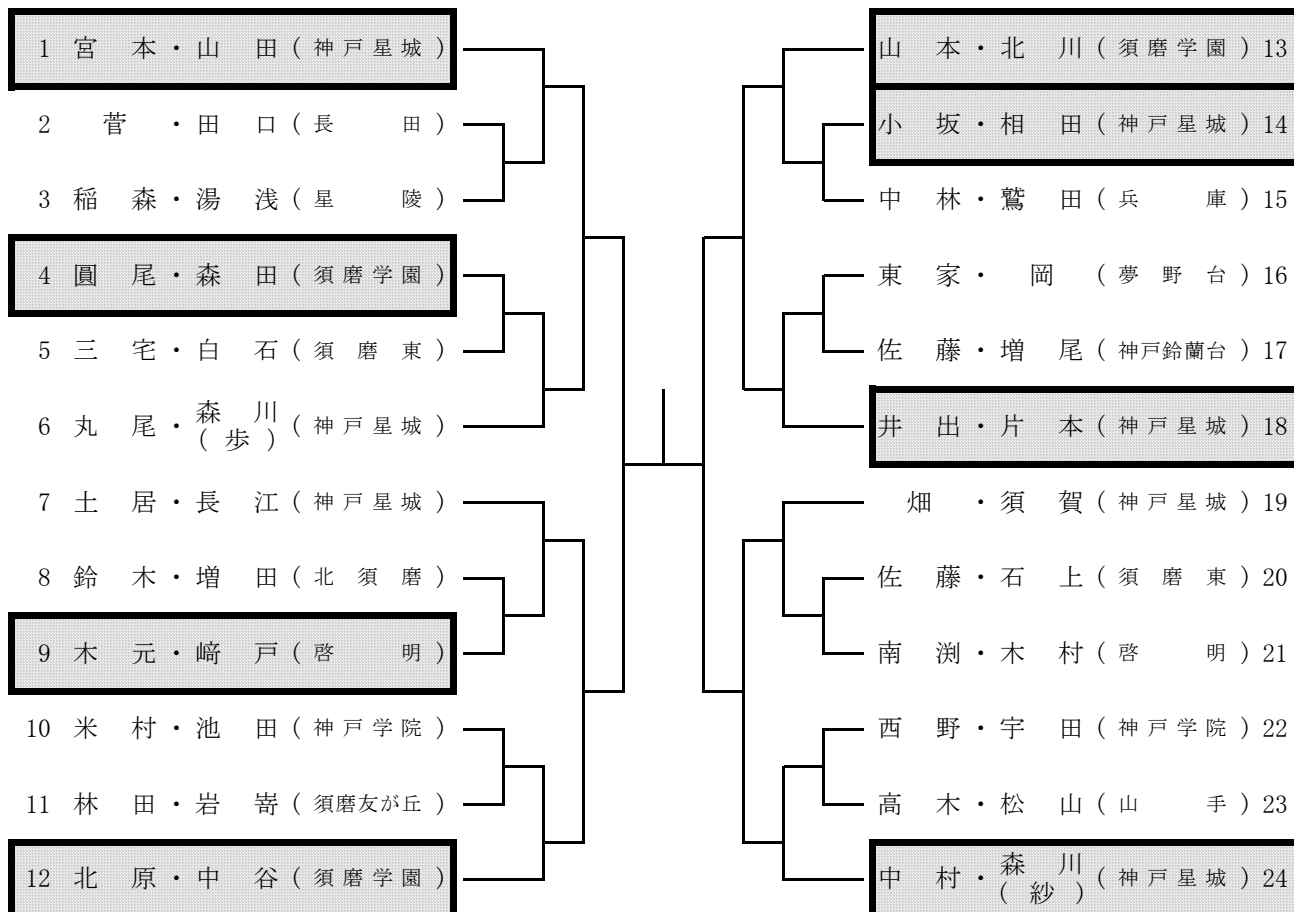 1 宮本・山田(神戸星城)
2 菅・田口(長田)
3 稲森・湯浅(星陵)
4 圓尾・森田(須磨学園)
5 三宅・白石(須磨東)
6 丸尾・森川(歩)(神戸星城)
7 土居・長江(神戸星城)
8 鈴木・増田(北須磨)
9 木元・﨑戸(啓明)
10 米村・池田(神戸学院)
11 林田・岩嵜(須磨友が丘)
12 北原・中谷(須磨学園)
山本・北川(須磨学園)13
小坂・相田(神戸星城)14
中林・鷲田(兵庫)15
東家・岡(夢野台)16
佐藤・増尾(神戸鈴蘭台)17
井出・片本(神戸星城)18
畑・須賀(神戸星城)19
佐藤・石上(須磨東)20
南渕・木村(啓明)21
西野・宇田(神戸学院)22
高木・松山(山手)23
中村・森川(紗)(神戸星城)24